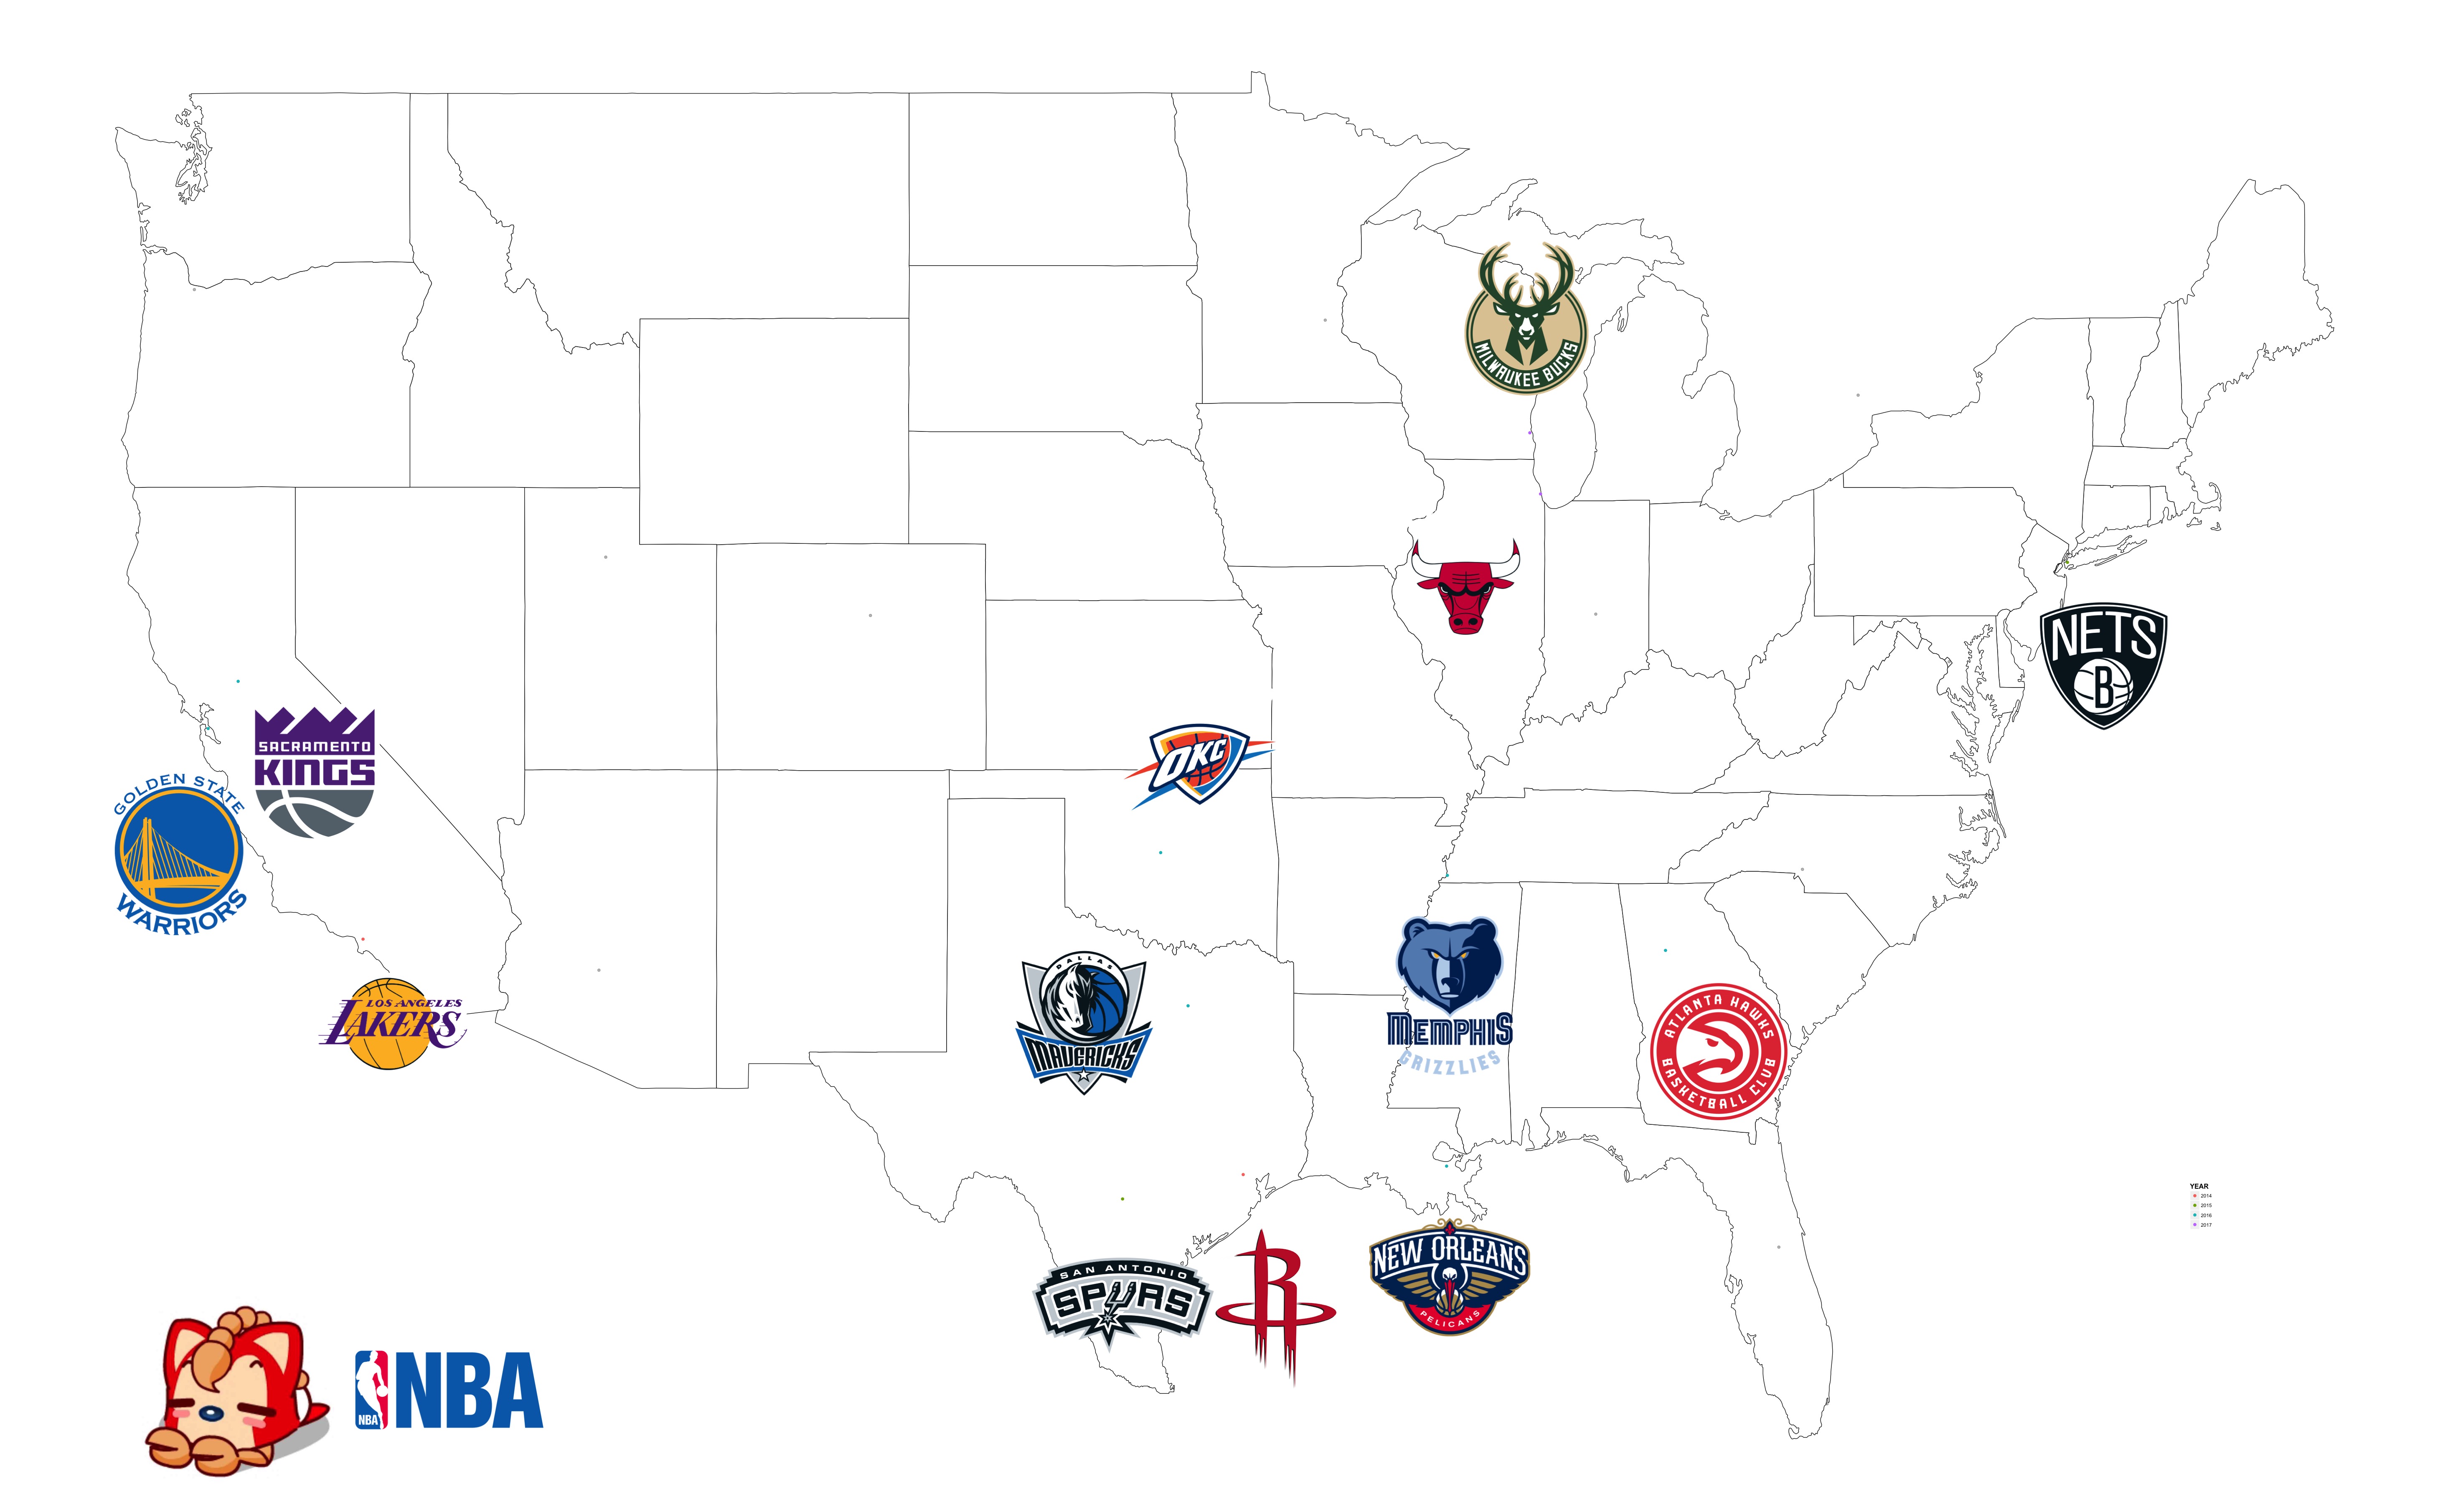 MILWAUKEE BUCKS
NETS
B
SACRAMENTO
KINGS
GOLDEN STATE
WARRIORS
OKC
LOS ANGELES
LAKERS
DALLAS
MAVERICKS
MEMPHIS
GRIZZLIES
ATLANTA HAWKS
BASKETBALL CLUB
SAN ANTONIO
SPURS
R
NEW ORLEANS
PELICANS
YEAR
2014
2015
2016
2017
NBA
NBA